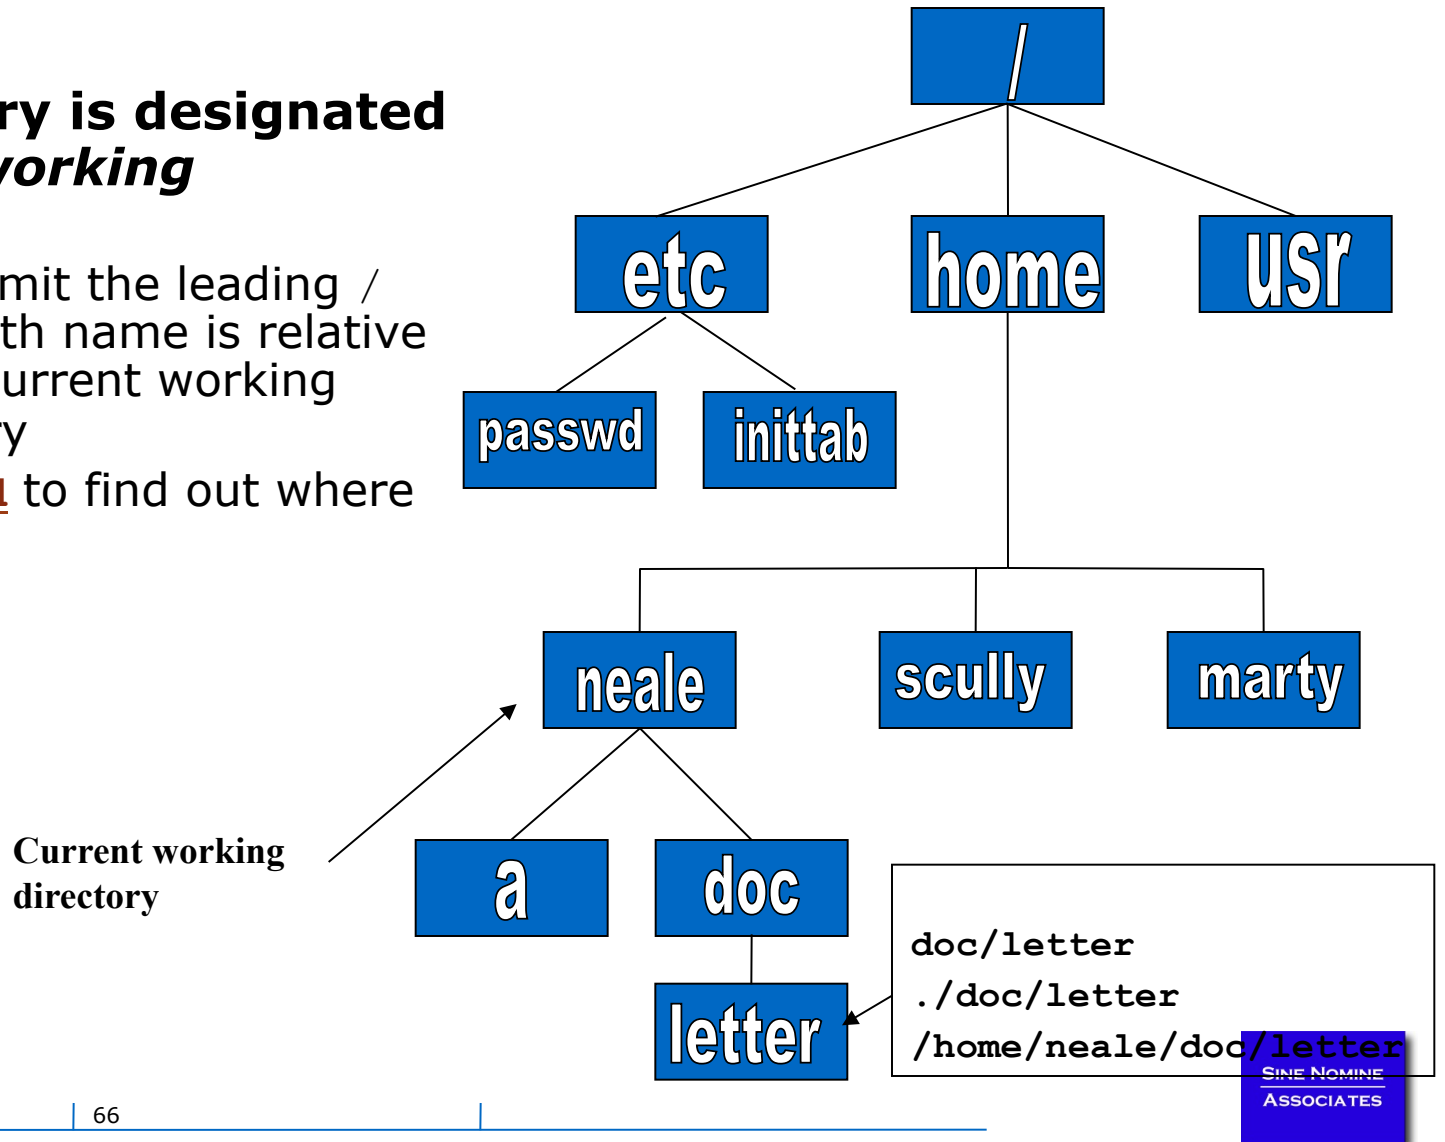 ry is designated
working
mit the leading /
th name is relative
urrent working
ry
to find out where
/
etc
home
usr
passwd
inittab
neale
scully
marty
Current working
directory
a
doc
letter
doc/letter
./doc/letter
/home/neale/doc/letter
SINE NOMINE
ASSOCIATES
66